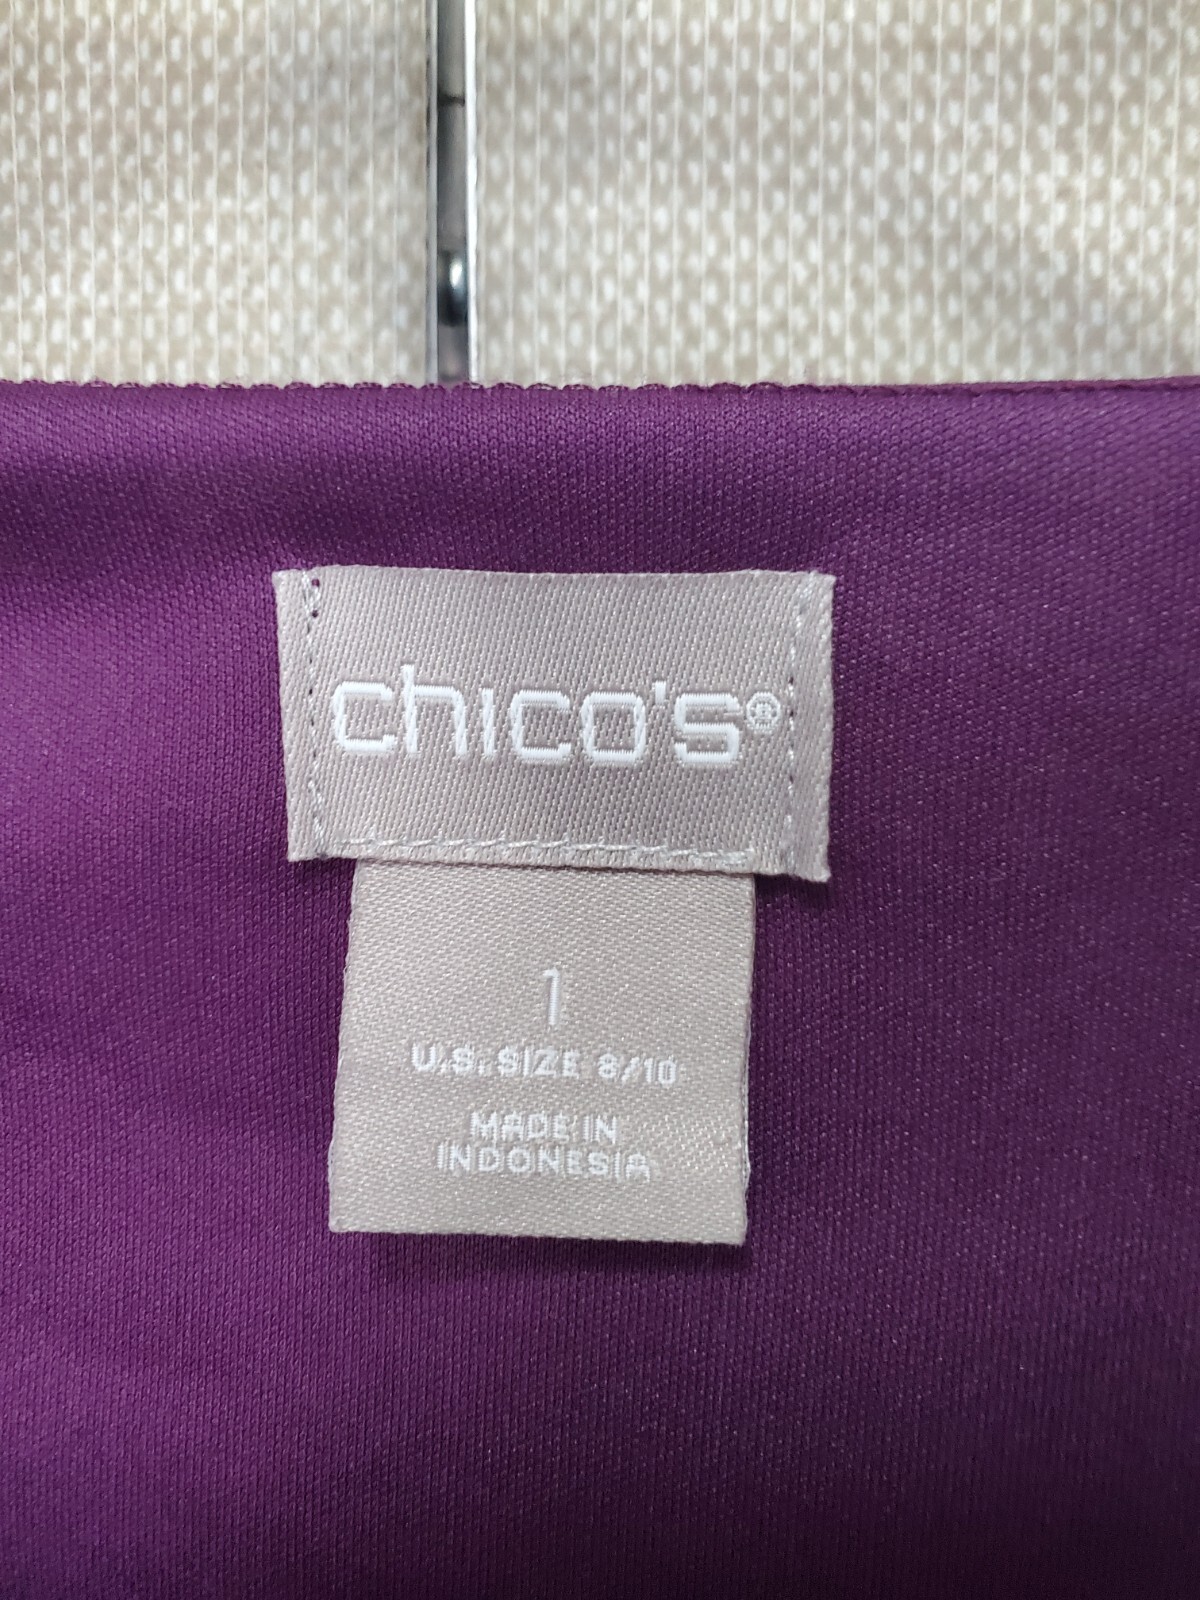 chico's®
1
U.S. SIZE 8/10
MADE IN
INDONESIA